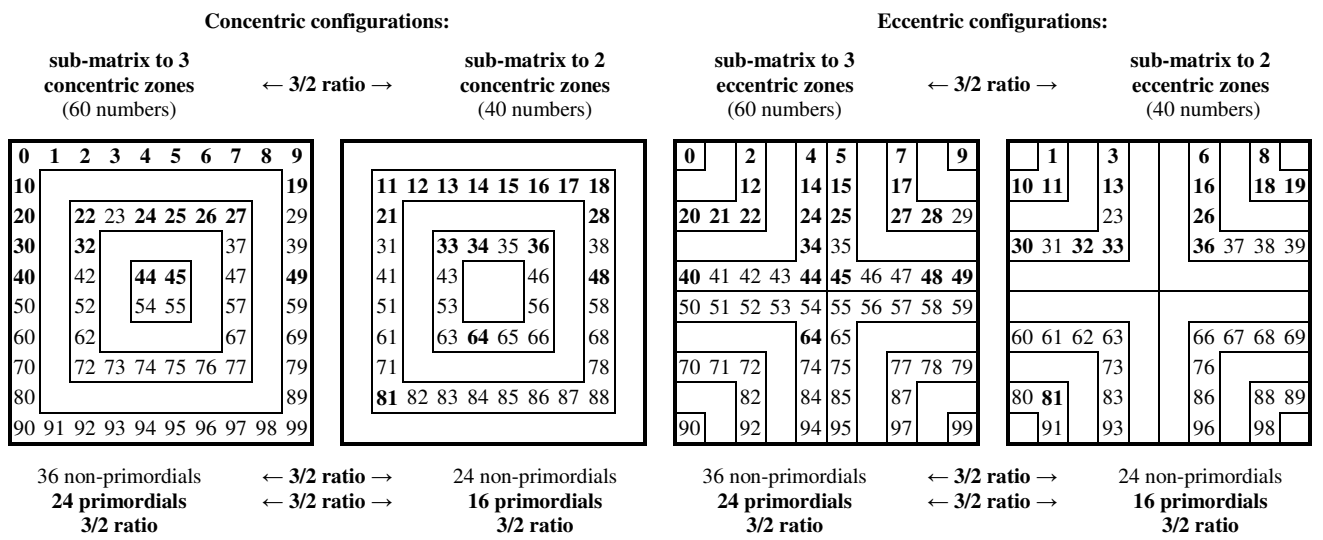 Concentric configurations:
Eccentric configurations:
sub-matrix to 3
concentric zones
(60 numbers)
← 3/2 ratio →
sub-matrix to 2
concentric zones
(40 numbers)
sub-matrix to 3
eccentric zones
(60 numbers)
← 3/2 ratio →
sub-matrix to 2
eccentric zones
(40 numbers)
0 1 2 3 4 5 6 7 8 9
10 19
20 22 23 24 25 26 27 29
30 32 37 39
40 42 44 45 47 49
50 52 54 55 57 59
60 62 67 69
70 72 73 74 75 76 77 79
80 89
90 91 92 93 94 95 96 97 98 99
11 12 13 14 15 16 17 18
21 28
31 33 34 35 36 38
41 43 46 48
51 53 56 58
61 63 64 65 66 68
71 78
81 82 83 84 85 86 87 88
0 2 4 5 7 9
12 14 15 17
20 21 22 24 25 27 28 29
34 35
40 41 42 43 44 45 46 47 48 49
50 51 52 53 54 55 56 57 58 59
64 65
70 71 72 74 75 77 78 79
82 84 85 87
90 92 94 95 97 99
1 3 6 8
10 11 13 16 18 19
23 26
30 31 32 33 36 37 38 39
60 61 62 63 66 67 68 69
73 76
80 81 83 86 88 89
91 93 96 98
36 non-primordials
24 primordials
3/2 ratio
← 3/2 ratio →
← 3/2 ratio →
24 non-primordials
16 primordials
3/2 ratio
36 non-primordials
24 primordials
3/2 ratio
← 3/2 ratio →
← 3/2 ratio →
24 non-primordials
16 primordials
3/2 ratio